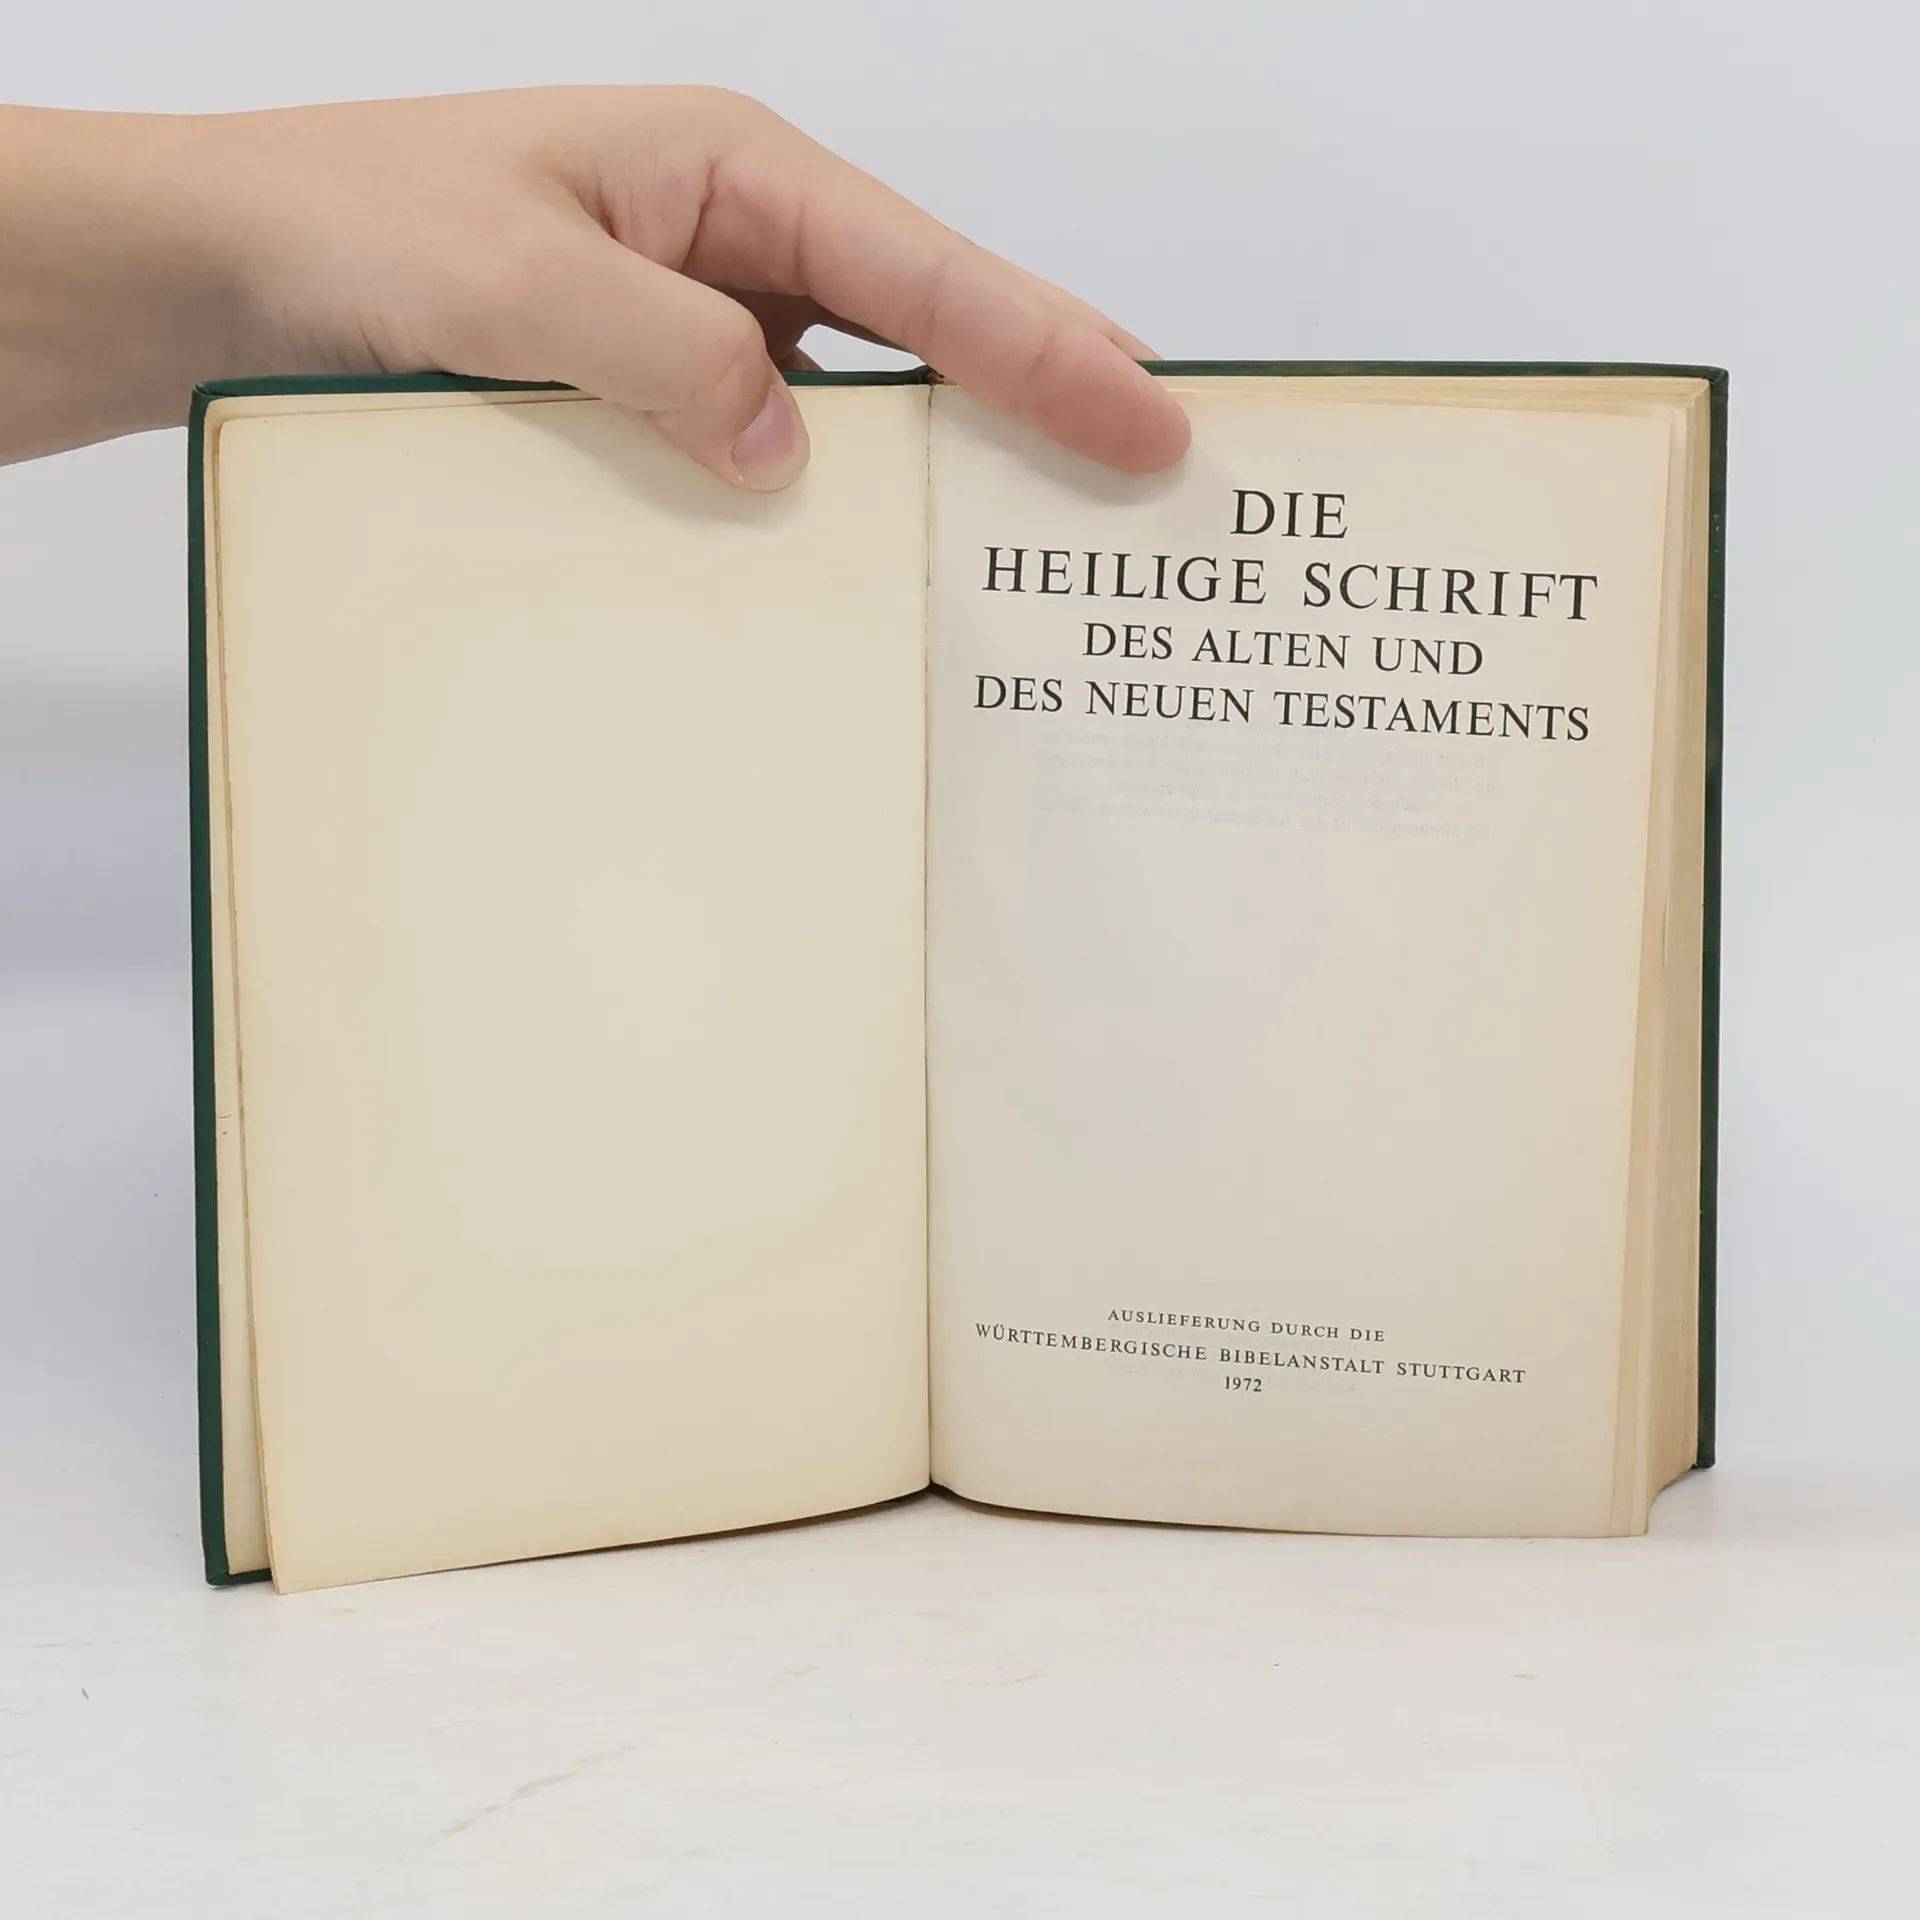 DIE
HEILIGE SCHRIFT
DES ALTEN UND
DES NEUEN TESTAMENTS
AUSLIEFERUNG DURCH DIE
WÜRTTEMBERGISCHE BIBELANSTALT STUTTGART
1972